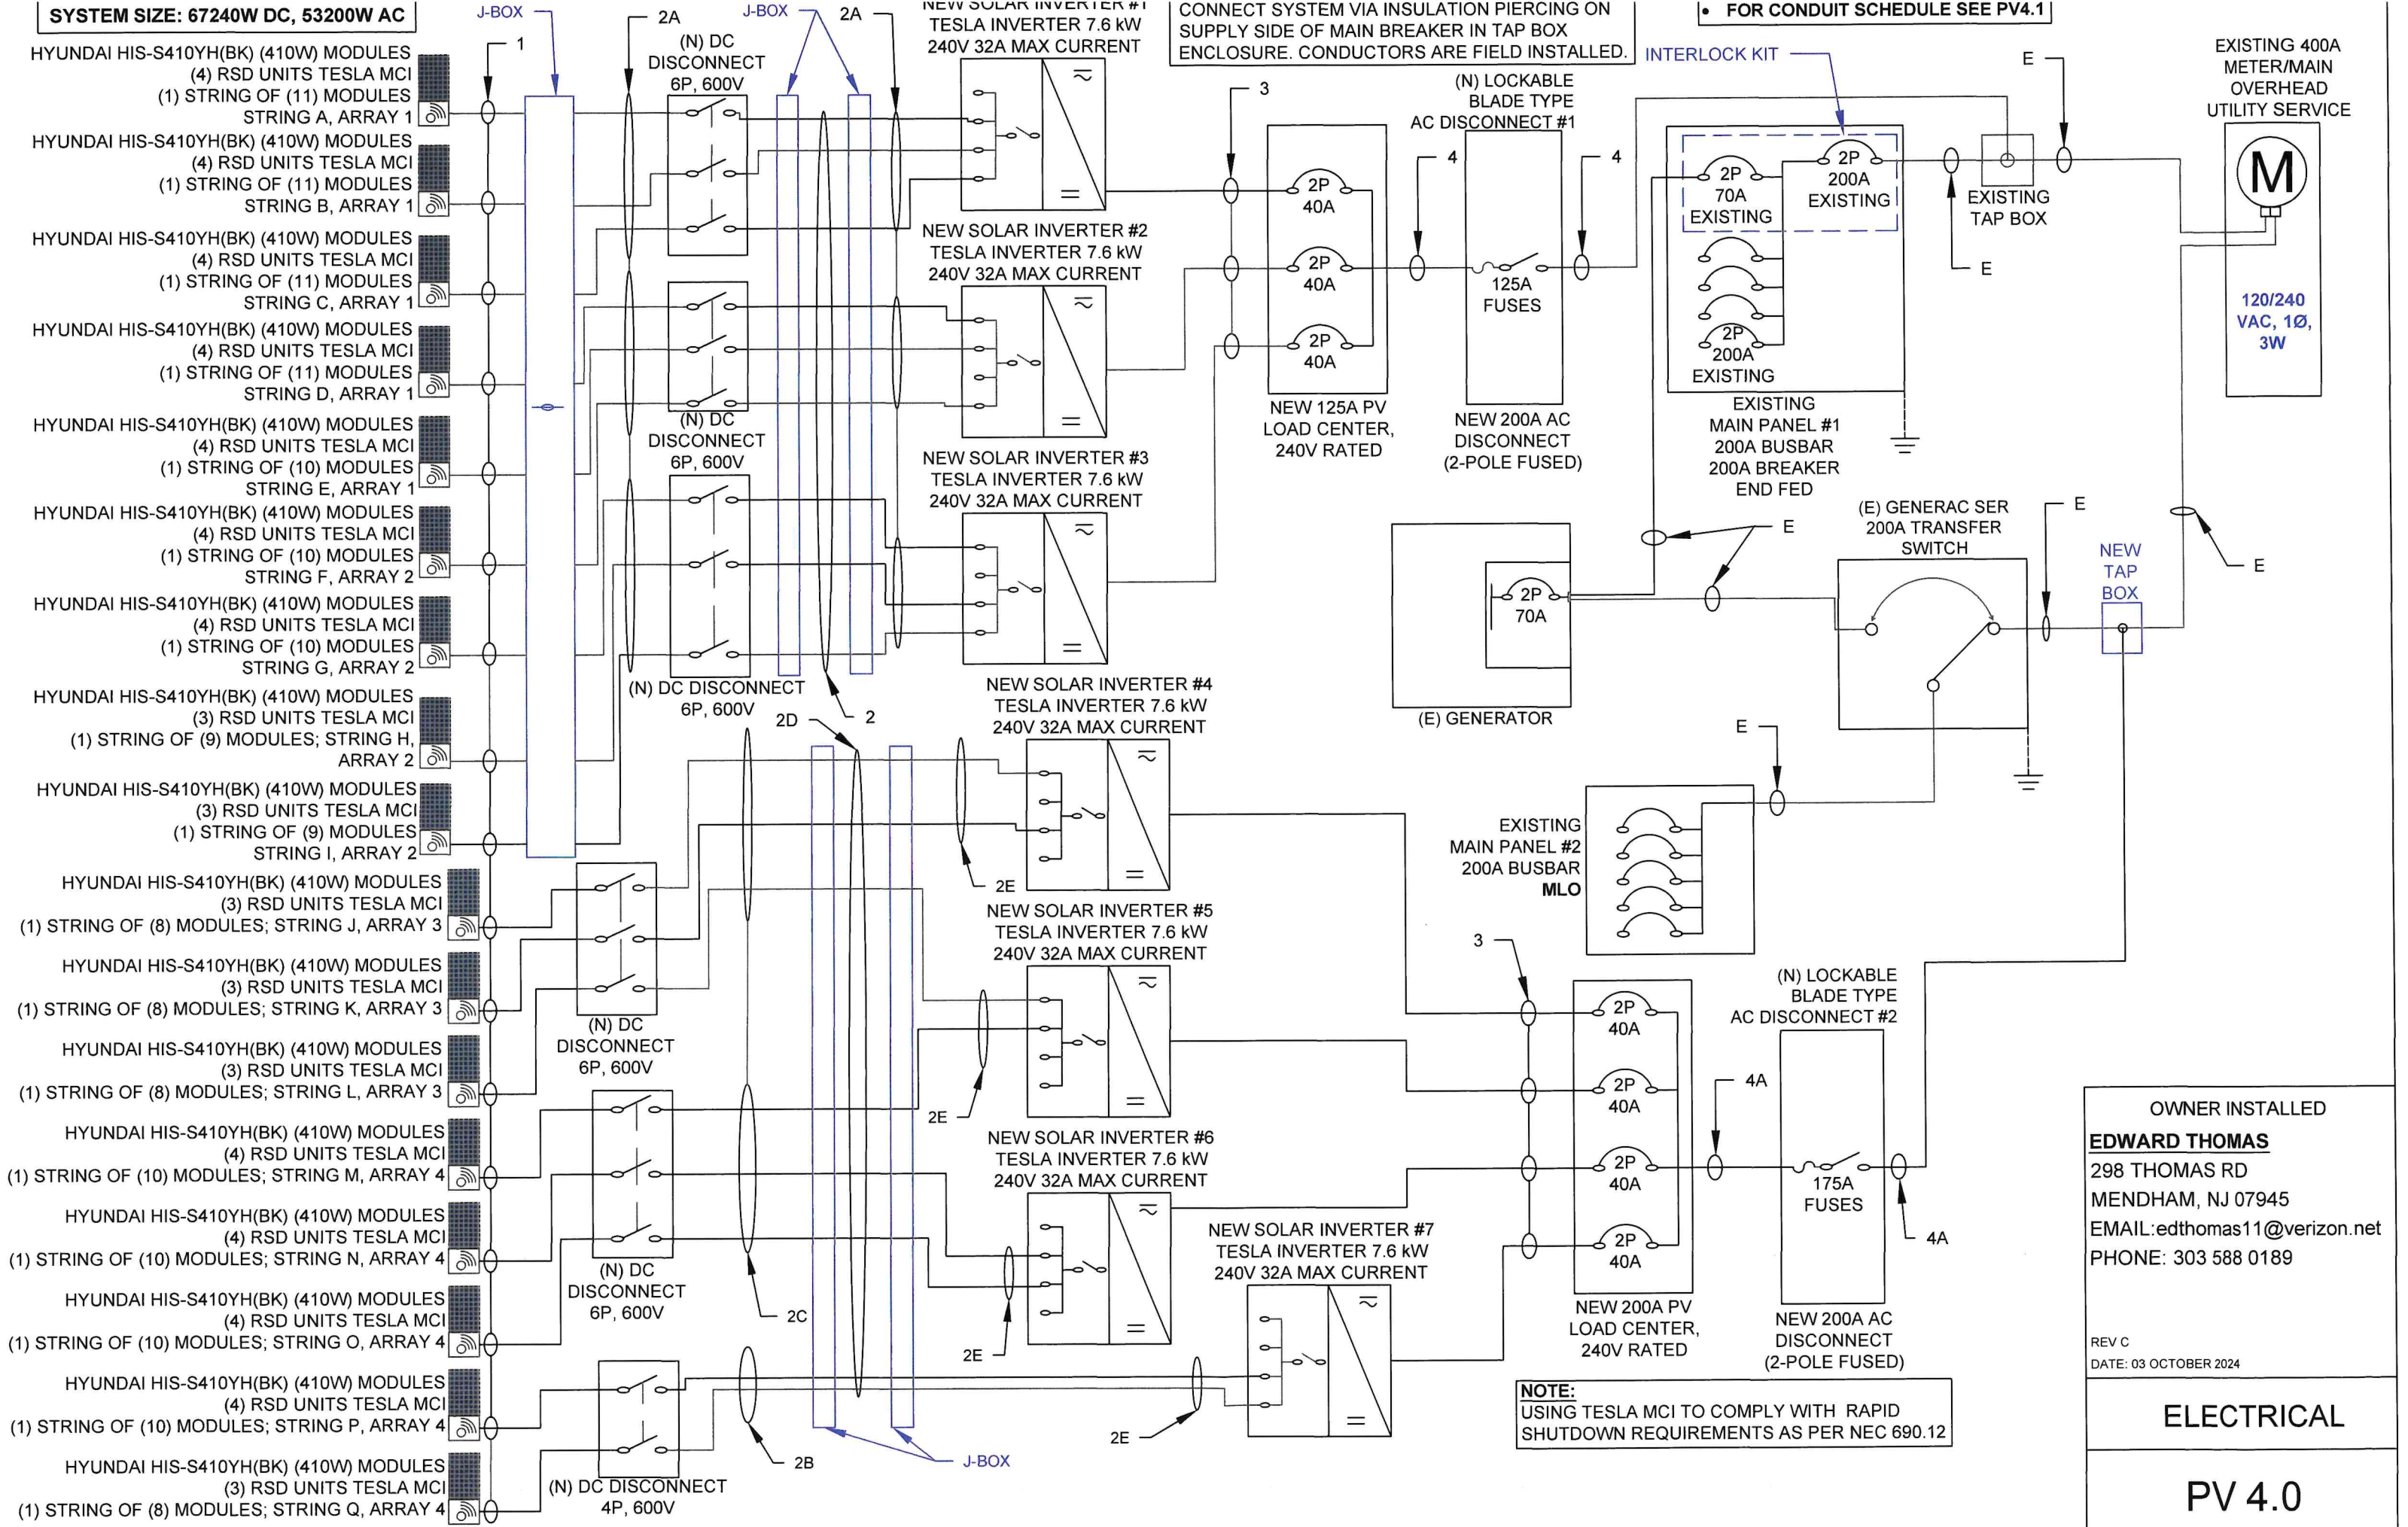 SYSTEM SIZE: 67240W DC, 53200W AC
J-BOX
2A
J-BOX
2A
1
HYUNDAI HIS-S410YH(BK) (410W) MODULES
(4) RSD UNITS TESLA MCI
(1) STRING OF (11) MODULES
STRING A, ARRAY 1
HYUNDAI HIS-S410YH(BK) (410W) MODULES
(4) RSD UNITS TESLA MCI
(1) STRING OF (11) MODULES
STRING B, ARRAY 1
HYUNDAI HIS-S410YH(BK) (410W) MODULES
(4) RSD UNITS TESLA MCI
(1) STRING OF (11) MODULES
STRING C, ARRAY 1
HYUNDAI HIS-S410YH(BK) (410W) MODULES
(4) RSD UNITS TESLA MCI
(1) STRING OF (11) MODULES
STRING D, ARRAY 1
HYUNDAI HIS-S410YH(BK) (410W) MODULES
(4) RSD UNITS TESLA MCI
(1) STRING OF (10) MODULES
STRING E, ARRAY 1
HYUNDAI HIS-S410YH(BK) (410W) MODULES
(4) RSD UNITS TESLA MCI
(1) STRING OF (10) MODULES
STRING F, ARRAY 2
HYUNDAI HIS-S410YH(BK) (410W) MODULES
(4) RSD UNITS TESLA MCI
(1) STRING OF (10) MODULES
STRING G, ARRAY 2
HYUNDAI HIS-S410YH(BK) (410W) MODULES
(3) RSD UNITS TESLA MCI
(1) STRING OF (9) MODULES; STRING H,
ARRAY 2
HYUNDAI HIS-S410YH(BK) (410W) MODULES
(3) RSD UNITS TESLA MCI
(1) STRING OF (9) MODULES
STRING I, ARRAY 2
HYUNDAI HIS-S410YH(BK) (410W) MODULES
(3) RSD UNITS TESLA MCI
(1) STRING OF (8) MODULES; STRING J, ARRAY 3
HYUNDAI HIS-S410YH(BK) (410W) MODULES
(3) RSD UNITS TESLA MCI
(1) STRING OF (8) MODULES; STRING K, ARRAY 3
HYUNDAI HIS-S410YH(BK) (410W) MODULES
(3) RSD UNITS TESLA MCI
(1) STRING OF (8) MODULES; STRING L, ARRAY 3
HYUNDAI HIS-S410YH(BK) (410W) MODULES
(4) RSD UNITS TESLA MCI
(1) STRING OF (10) MODULES; STRING M, ARRAY 4
HYUNDAI HIS-S410YH(BK) (410W) MODULES
(4) RSD UNITS TESLA MCI
(1) STRING OF (10) MODULES; STRING N, ARRAY 4
HYUNDAI HIS-S410YH(BK) (410W) MODULES
(4) RSD UNITS TESLA MCI
(1) STRING OF (10) MODULES; STRING O, ARRAY 4
HYUNDAI HIS-S410YH(BK) (410W) MODULES
(4) RSD UNITS TESLA MCI
(1) STRING OF (10) MODULES; STRING P, ARRAY 4
HYUNDAI HIS-S410YH(BK) (410W) MODULES
(3) RSD UNITS TESLA MCI
(1) STRING OF (8) MODULES; STRING Q, ARRAY 4
(N) DC
DISCONNECT
6P, 600V
(N) DC
DISCONNECT
6P, 600V
(N) DC DISCONNECT
6P, 600V
2
2D
(N) DC
DISCONNECT
6P, 600V
(N) DC
DISCONNECT
6P, 600V
2C
(N) DC DISCONNECT
4P, 600V
2B
J-BOX
NEW SOLAR INVERTER #1
TESLA INVERTER 7.6 kW
240V 32A MAX CURRENT
NEW SOLAR INVERTER #2
TESLA INVERTER 7.6 kW
240V 32A MAX CURRENT
NEW SOLAR INVERTER #3
TESLA INVERTER 7.6 kW
240V 32A MAX CURRENT
NEW SOLAR INVERTER #4
TESLA INVERTER 7.6 kW
240V 32A MAX CURRENT
2E
NEW SOLAR INVERTER #5
TESLA INVERTER 7.6 kW
240V 32A MAX CURRENT
2E
NEW SOLAR INVERTER #6
TESLA INVERTER 7.6 kW
240V 32A MAX CURRENT
2E
NEW SOLAR INVERTER #7
TESLA INVERTER 7.6 kW
240V 32A MAX CURRENT
2E
CONNECT SYSTEM VIA INSULATION PIERCING ON
SUPPLY SIDE OF MAIN BREAKER IN TAP BOX
ENCLOSURE. CONDUCTORS ARE FIELD INSTALLED.
3
2P
40A
2P
40A
2P
40A
NEW 125A PV
LOAD CENTER,
240V RATED
4
(N) LOCKABLE
BLADE TYPE
AC DISCONNECT #1
125A
FUSES
NEW 200A AC
DISCONNECT
(2-POLE FUSED)
4
• FOR CONDUIT SCHEDULE SEE PV4.1
INTERLOCK KIT
2P
70A
EXISTING
2P
200A
EXISTING
2P
200A
EXISTING
EXISTING
MAIN PANEL #1
200A BUSBAR
200A BREAKER
END FED
E
E
EXISTING
TAP BOX
EXISTING 400A
METER/MAIN
OVERHEAD
UTILITY SERVICE
M
120/240
VAC, 1Ø,
3W
2P
70A
(E) GENERATOR
E
(E) GENERAC SER
200A TRANSFER
SWITCH
E
NEW
TAP
BOX
E
E
EXISTING
MAIN PANEL #2
200A BUSBAR
MLO
3
2P
40A
2P
40A
2P
40A
2P
40A
NEW 200A PV
LOAD CENTER,
240V RATED
4A
(N) LOCKABLE
BLADE TYPE
AC DISCONNECT #2
175A
FUSES
NEW 200A AC
DISCONNECT
(2-POLE FUSED)
4A
NOTE:
USING TESLA MCI TO COMPLY WITH RAPID
SHUTDOWN REQUIREMENTS AS PER NEC 690.12
OWNER INSTALLED
EDWARD THOMAS
298 THOMAS RD
MENDHAM, NJ 07945
EMAIL:edthomas11@verizon.net
PHONE: 303 588 0189
REV C
DATE: 03 OCTOBER 2024
ELECTRICAL
PV 4.0